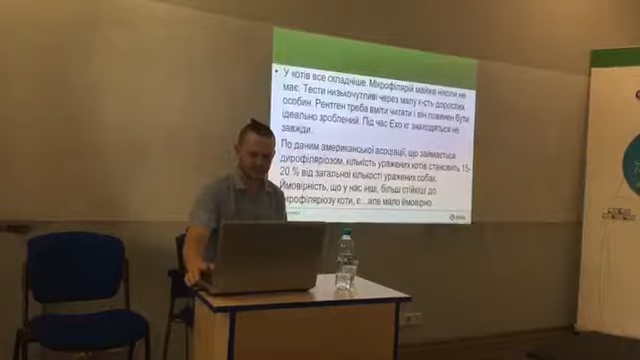 • У котів все складніше. Мікрофілярій майже ніколи не
має. Тести низькочутливі через малу к-сть дорослих
особин. Рентген треба вміти читати і він повинен бути
ідеально зроблений. Під час Ехо кг знаходяться не
завжди.
По даним американської асоціації, що займається
дирофіляріозом, кількість уражених котів становить 15-
20 % від загальної кількості уражених собак.
Ймовірність, що у нас інші, більш стійкіші до
дирофіляріозу коти, є...але мало ймовірно.